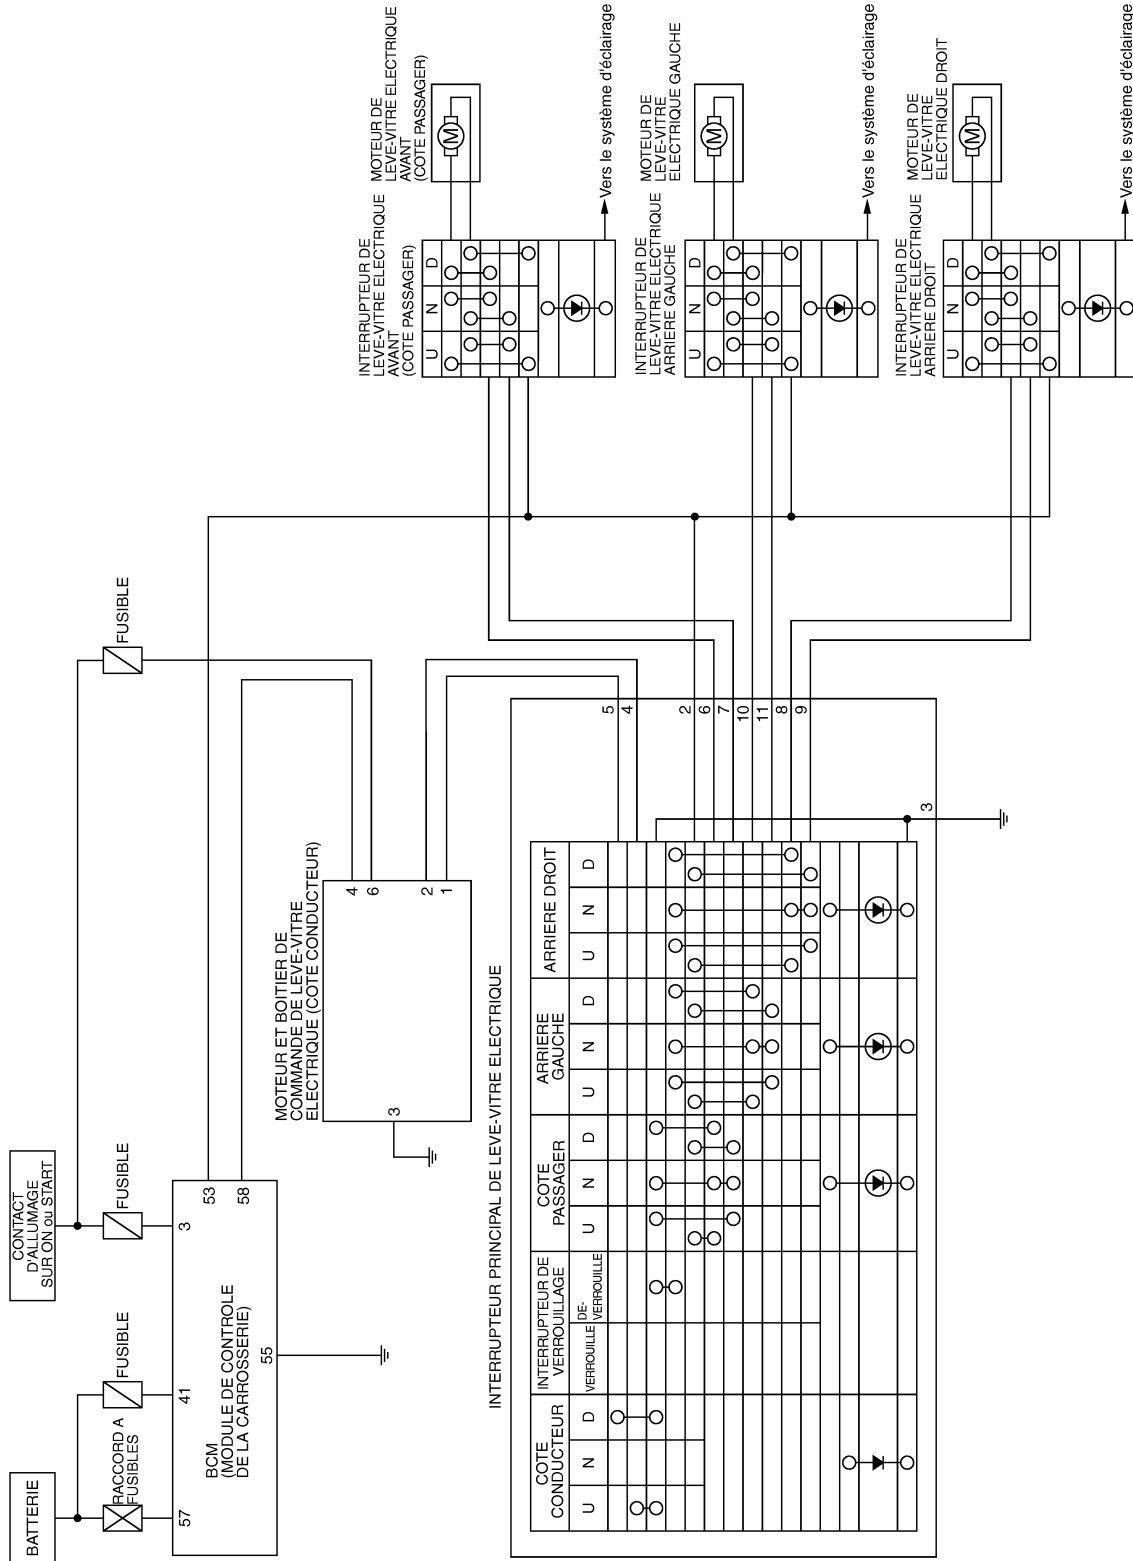 BATTERIE
RACCORD A
FUSIBLES
FUSIBLE
CONTACT
D'ALLUMAGE
SUR ON ou START
FUSIBLE
FUSIBLE
57
41
3
BCM
(MODULE DE CONTROLE
DE LA CARROSSERIE)
55
53
58
MOTEUR ET BOITIER DE
COMMANDE DE LEVE-VITRE
ELECTRIQUE (COTE CONDUCTEUR)
3
4
6
2
1
INTERRUPTEUR PRINCIPAL DE LEVE-VITRE ELECTRIQUE
COTE
CONDUCTEUR
U
N
D
INTERRUPTEUR DE
VERROUILLAGE
VERROUILLE
DE-
VERROUILLE
COTE
PASSAGER
U
N
D
ARRIERE
GAUCHE
U
N
D
ARRIERE DROIT
U
N
D
5
4
2
6
7
10
11
8
9
3
INTERRUPTEUR DE
LEVE-VITRE ELECTRIQUE
AVANT
(COTE PASSAGER)
U
N
D
MOTEUR DE
LEVE-VITRE ELECTRIQUE
AVANT
(COTE PASSAGER)
M
Vers le système d'éclairage
INTERRUPTEUR DE
LEVE-VITRE ELECTRIQUE
ARRIERE GAUCHE
U
N
D
MOTEUR DE
LEVE-VITRE
ELECTRIQUE GAUCHE
M
Vers le système d'éclairage
INTERRUPTEUR DE
LEVE-VITRE ELECTRIQUE
ARRIERE DROIT
U
N
D
MOTEUR DE
LEVE-VITRE
ELECTRIQUE DROIT
M
Vers le système d'éclairage